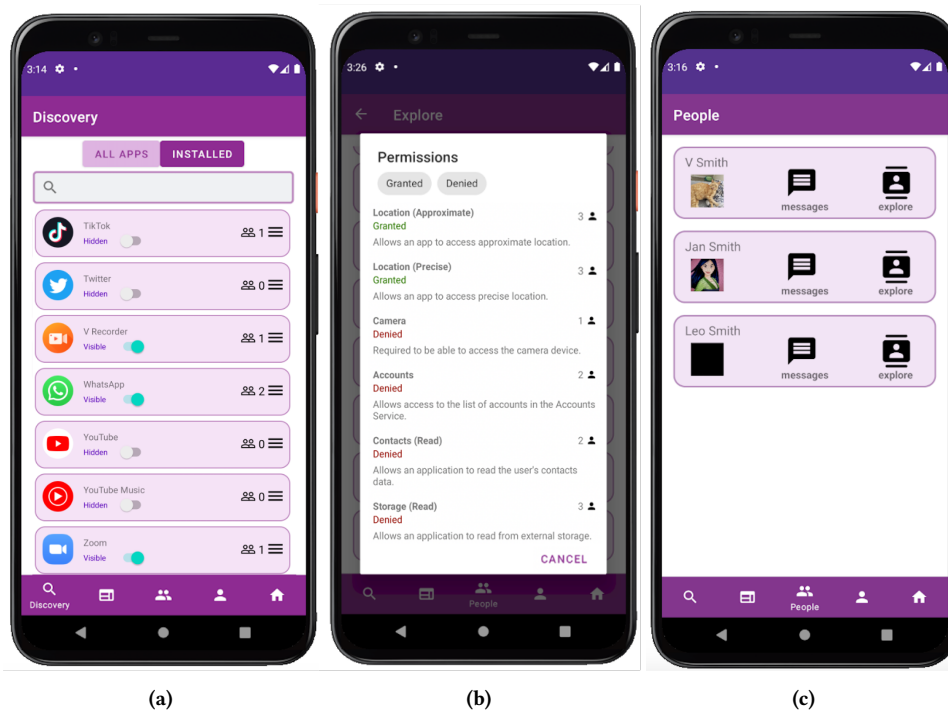 3:14
Discovery
ALL APPS INSTALLED
TikTok
Hidden
1
Twitter
Hidden
0
V Recorder
Visible
1
WhatsApp
Visible
2
YouTube
Hidden
0
YouTube Music
Hidden
0
Zoom
Visible
1
Discovery
(a)
3:26
Explore
Permissions
Granted Denied
Location (Approximate) 3
Granted
Allows an app to access approximate location.
Location (Precise) 3
Granted
Allows an app to access precise location.
Camera 1
Denied
Required to be able to access the camera device.
Accounts 2
Denied
Allows access to the list of accounts in the Accounts
Service.
Contacts (Read) 2
Denied
Allows an application to read the user's contacts
data.
Storage (Read) 3
Denied
Allows an application to read from external storage.
CANCEL
People
(b)
3:16
People
V Smith
messages explore
Jan Smith
messages explore
Leo Smith
messages explore
People
(c)